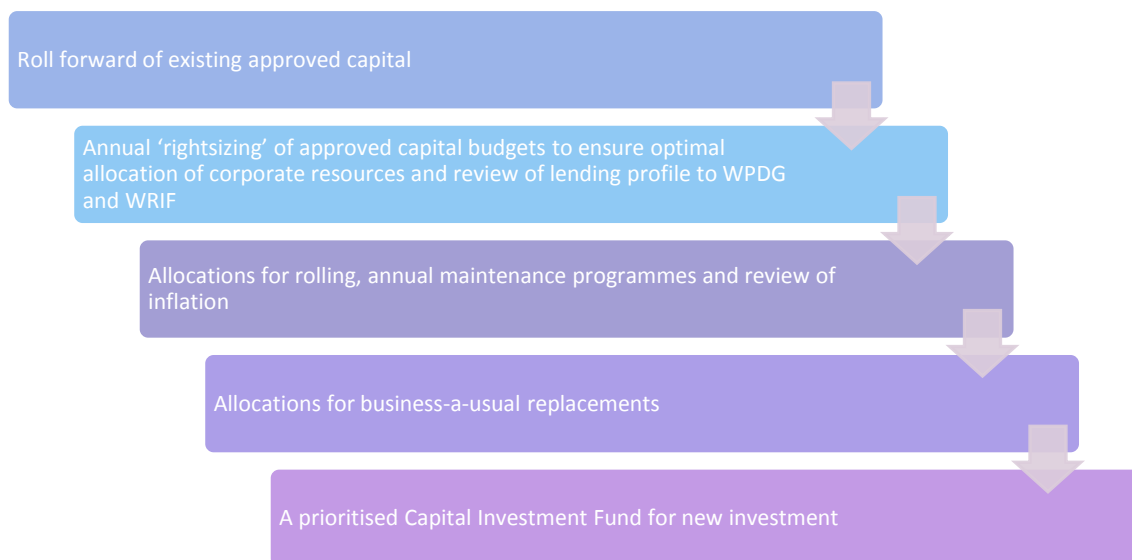 Roll forward of existing approved capital
Annual ‘rightsizing’ of approved capital budgets to ensure optimal
allocation of corporate resources and review of lending profile to WPDG
and WRIF
Allocations for rolling, annual maintenance programmes and review of
inflation
Allocations for business-a-usual replacements
A prioritised Capital Investment Fund for new investment